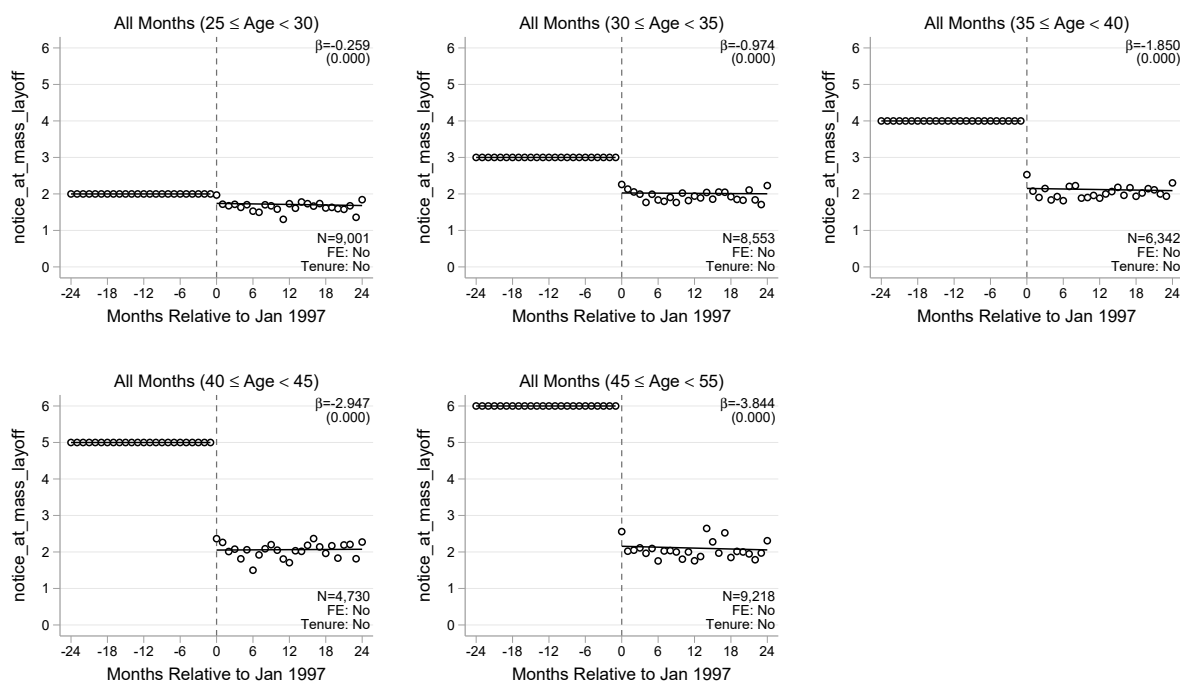 All Months (25 ≤ Age < 30)
β=-0.259
(0.000)
notice_at_mass_layoff
6
5
4
3
2
1
0
N=9,001
FE: No
Tenure: No
-24 -18 -12 -6 0 6 12 18 24
Months Relative to Jan 1997
All Months (30 ≤ Age < 35)
β=-0.974
(0.000)
notice_at_mass_layoff
6
5
4
3
2
1
0
N=8,553
FE: No
Tenure: No
-24 -18 -12 -6 0 6 12 18 24
Months Relative to Jan 1997
All Months (35 ≤ Age < 40)
β=-1.850
(0.000)
notice_at_mass_layoff
6
5
4
3
2
1
0
N=6,342
FE: No
Tenure: No
-24 -18 -12 -6 0 6 12 18 24
Months Relative to Jan 1997
All Months (40 ≤ Age < 45)
β=-2.947
(0.000)
notice_at_mass_layoff
6
5
4
3
2
1
0
N=4,730
FE: No
Tenure: No
-24 -18 -12 -6 0 6 12 18 24
Months Relative to Jan 1997
All Months (45 ≤ Age < 55)
β=-3.844
(0.000)
notice_at_mass_layoff
6
5
4
3
2
1
0
N=9,218
FE: No
Tenure: No
-24 -18 -12 -6 0 6 12 18 24
Months Relative to Jan 1997